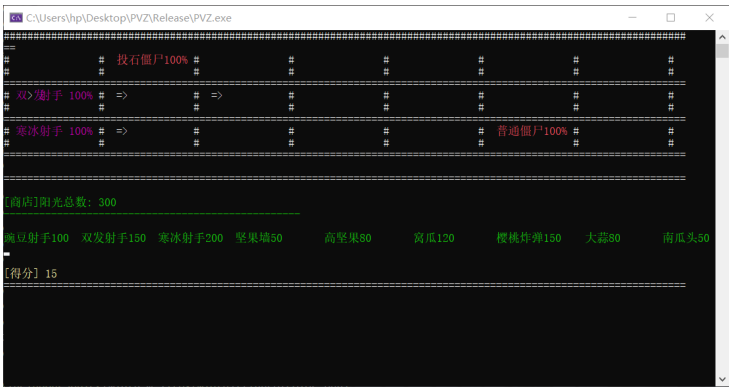 C:\Users\hp\Desktop\PVZ\Release\PVZ.exe
###################################################################################################################
==
# # 投石僵尸100% # # # # # #
# # # # # # # #
===================================================================================================================
# 双>发射手 100% # => # => # # # # #
# # # # # # # #
===================================================================================================================
# 寒冰射手 100% # => # # # # 普通僵尸100% # #
# # # # # # # #
===================================================================================================================
===================================================================================================================
[商店]阳光总数: 300
--------------------------------------------------
豌豆射手100 双发射手150 寒冰射手200 坚果墙50 高坚果80 窝瓜120 樱桃炸弹150 大蒜80 南瓜头50
[得分] 15
===================================================================================================================